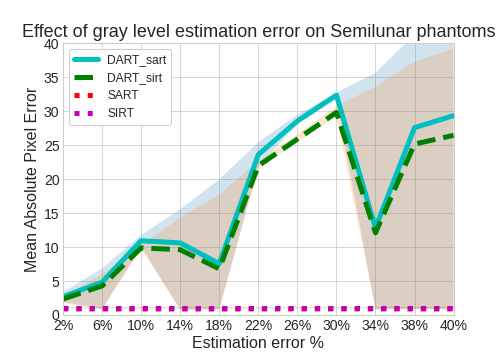 Effect of gray level estimation error on Semilunar phantoms
40
35
30
25
20
15
10
5
0
Mean Absolute Pixel Error
DART_sart
DART_sirt
SART
SIRT
2% 6% 10% 14% 18% 22% 26% 30% 34% 38% 40%
Estimation error %